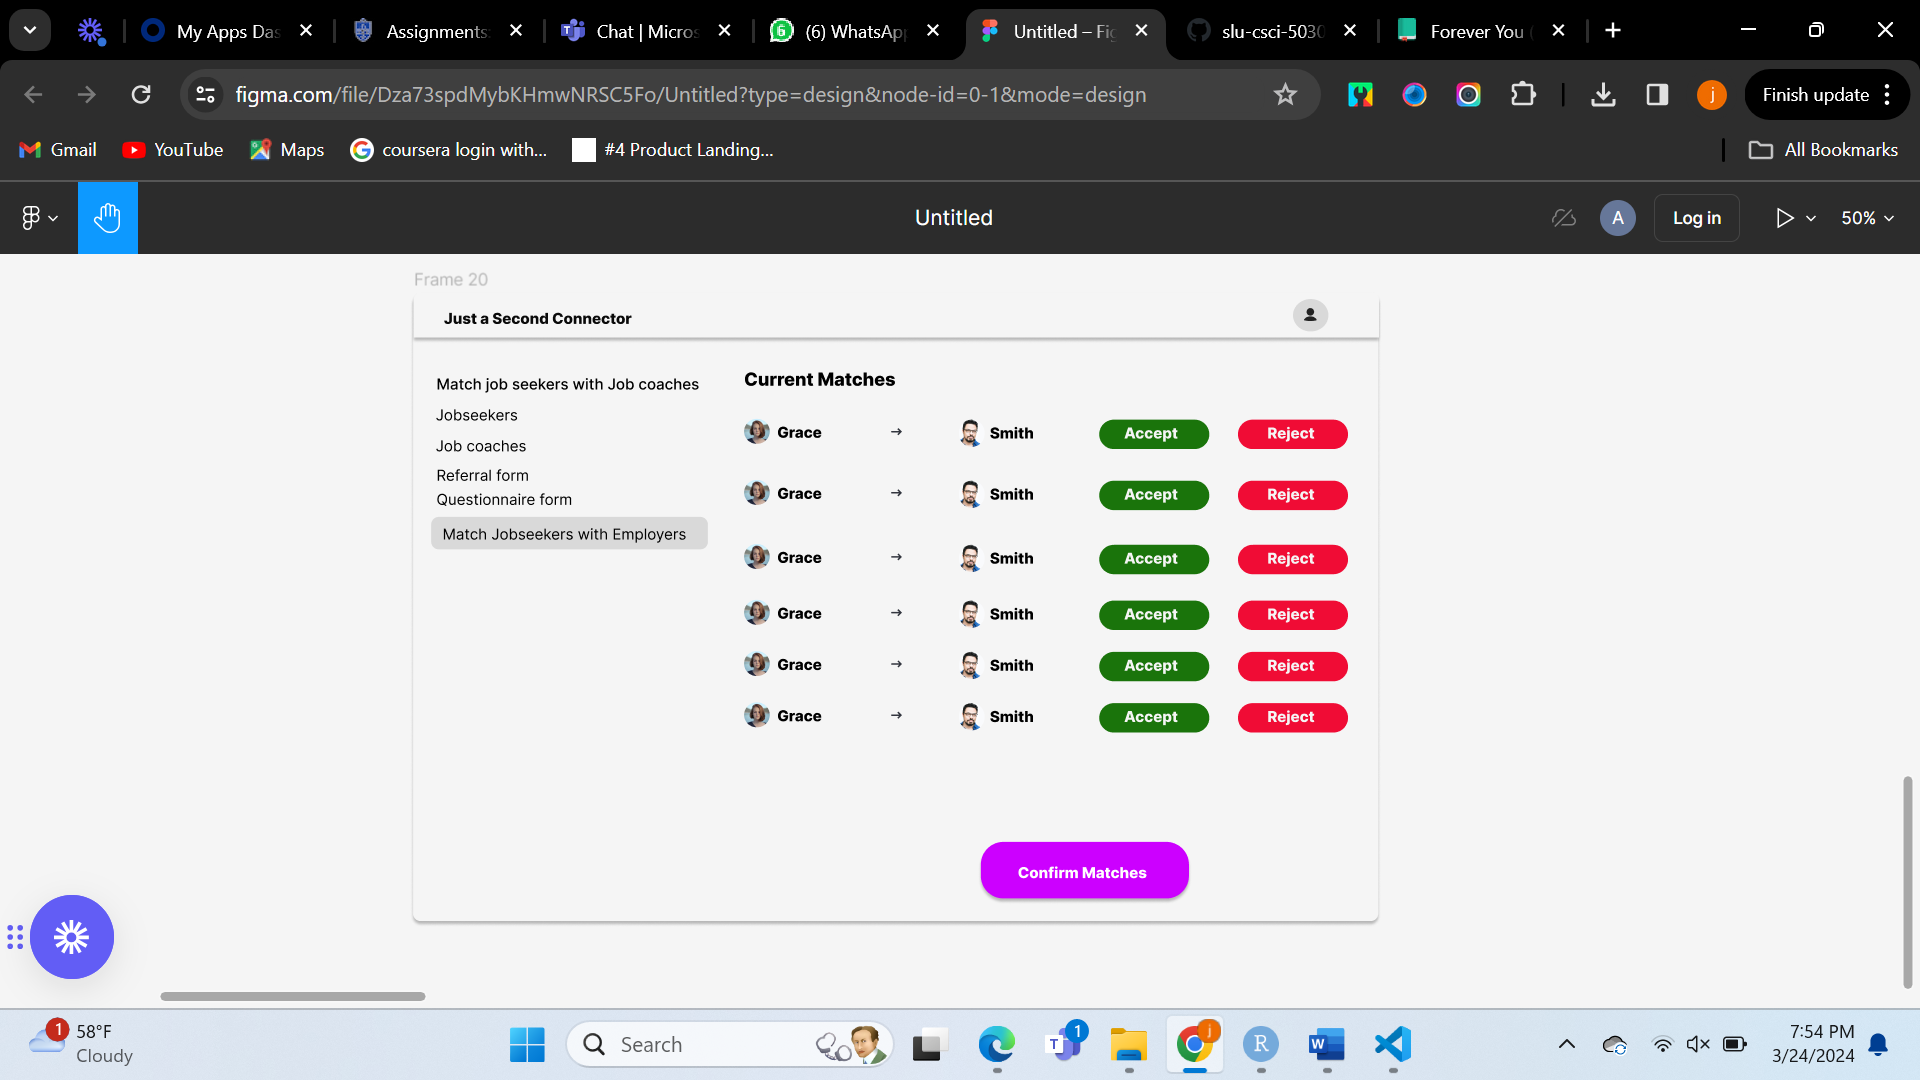 My Apps Das
Assignments:
Chat | Micros
(6) WhatsApp
Untitled – Fig
slu-csci-5030
Forever You (
figma.com/file/Dza73spdMybKHmwNRSC5Fo/Untitled?type=design&node-id=0-1&mode=design
j
Finish update
Gmail
YouTube
Maps
coursera login with...
#4 Product Landing...
All Bookmarks
Untitled
A
Log in
50%
Frame 20
Just a Second Connector
Match job seekers with Job coaches
Jobseekers
Job coaches
Referral form
Questionnaire form
Match Jobseekers with Employers
Current Matches
Grace → Smith Accept Reject
Grace → Smith Accept Reject
Grace → Smith Accept Reject
Grace → Smith Accept Reject
Grace → Smith Accept Reject
Grace → Smith Accept Reject
Confirm Matches
1
58°F
Cloudy
Search
1
j
R
W
7:54 PM
3/24/2024